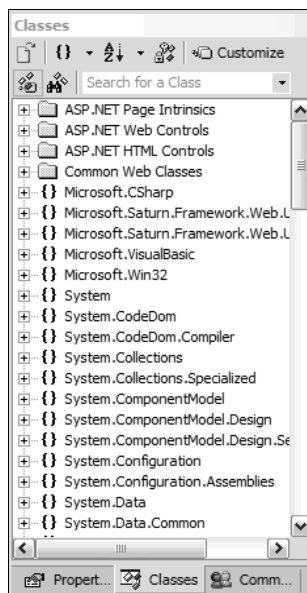 Classes
{} Customize
Search for a Class
ASP.NET Page Intrinsics
ASP.NET Web Controls
ASP.NET HTML Controls
Common Web Classes
{} Microsoft.CSharp
{} Microsoft.Saturn.Framework.Web.U
{} Microsoft.Saturn.Framework.Web.U
{} Microsoft.VisualBasic
{} Microsoft.Win32
{} System
{} System.CodeDom
{} System.CodeDom.Compiler
{} System.Collections
{} System.Collections.Specialized
{} System.ComponentModel
{} System.ComponentModel.Design
{} System.ComponentModel.Design.Se
{} System.Configuration
{} System.Configuration.Assemblies
{} System.Data
{} System.Data.Common
Propert... Classes Comm...